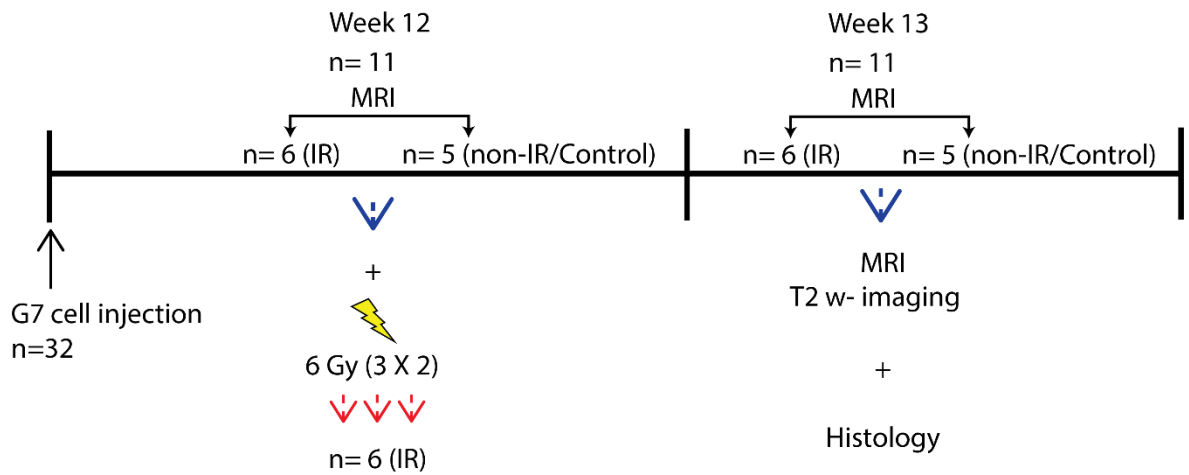 Week 12
n= 11
MRI
n= 6 (IR)
n= 5 (non-IR/Control)
Week 13
n= 11
MRI
n= 6 (IR)
n= 5 (non-IR/Control)
G7 cell injection
n=32
+
6 Gy (3 X 2)
n= 6 (IR)
MRI
T2 w- imaging
+
Histology